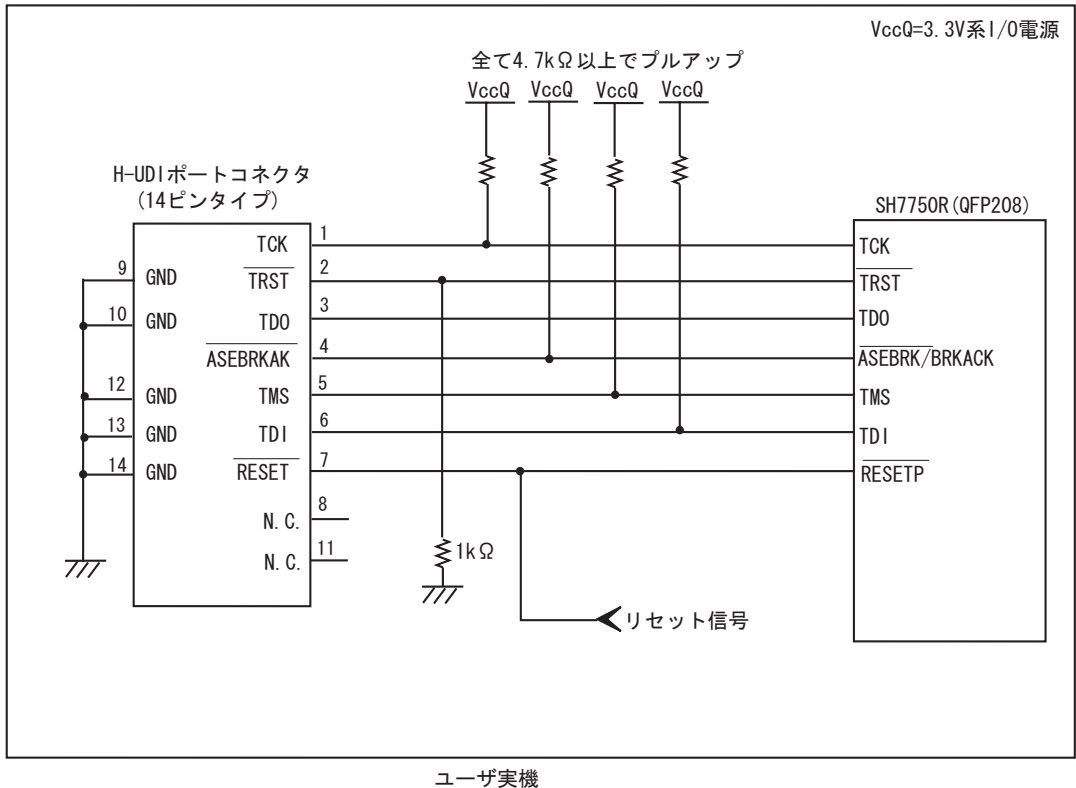 VccQ=3.3V系I/O電源
全て4.7kΩ以上でプルアップ
VccQ VccQ VccQ VccQ
H-UDIポートコネクタ
(14ピンタイプ)
SH7750R(QFP208)
TCK 1 TCK
9 GND TRST 2 TRST
10 GND TDO 3 TDO
ASEBRKAK 4 ASEBRK/BRKACK
12 GND TMS 5 TMS
13 GND TDI 6 TDI
14 GND RESET 7 RESETP
N.C. 8
N.C. 11
1kΩ
リセット信号
ユーザ実機